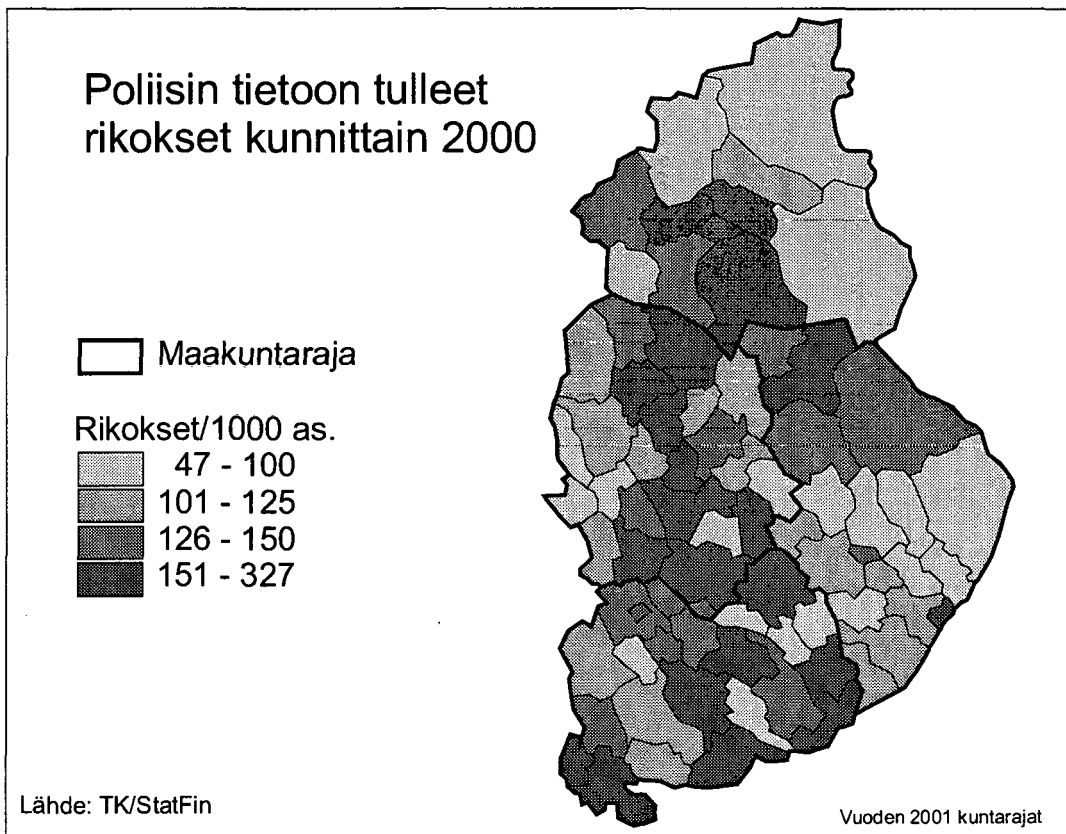 Poliisin tietoon tulleet
rikokset kunnittain 2000
Maakuntaraja
Rikokset/1000 as.
47 - 100
101 - 125
126 - 150
151 - 327
Lähde: TK/StatFin
Vuoden 2001 kuntarajat